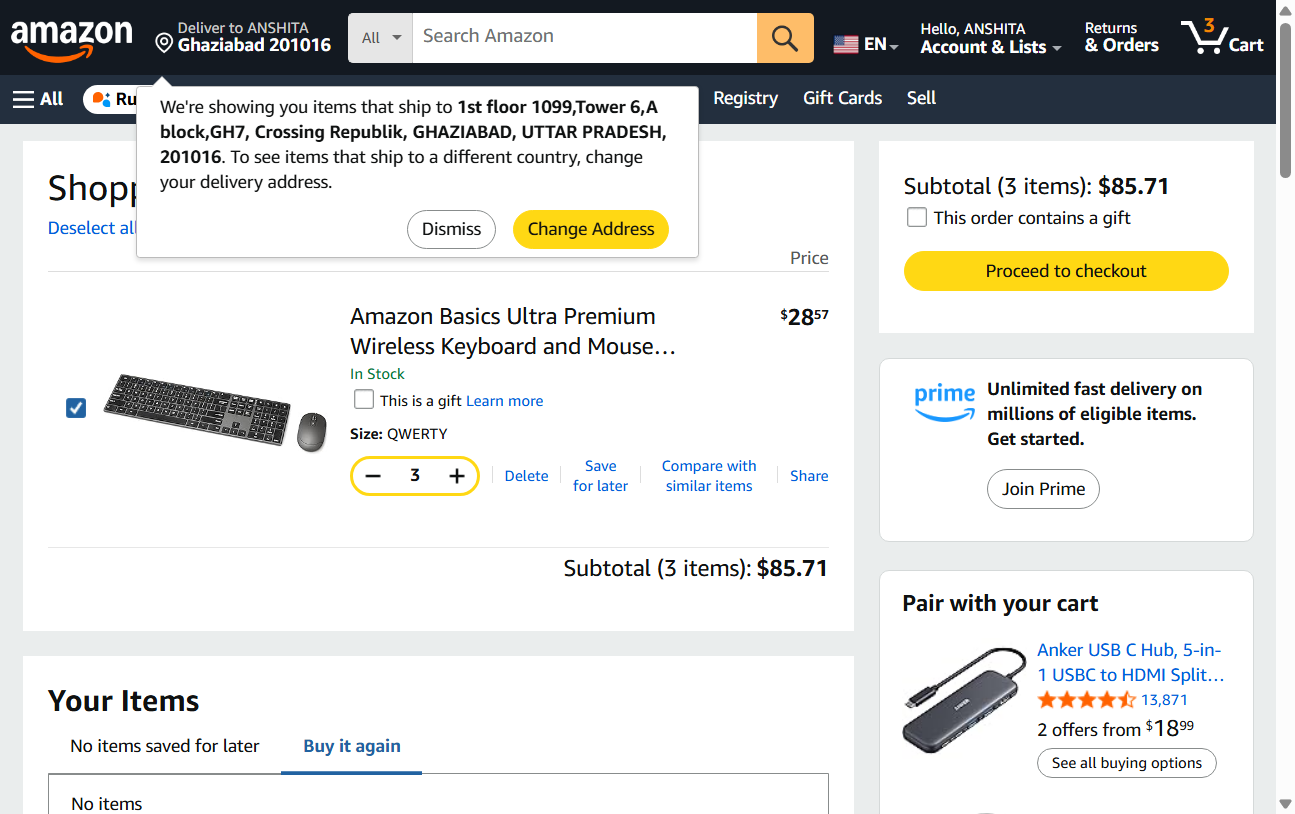 amazon
Deliver to ANSHITA
Ghaziabad 201016
All
Search Amazon
EN
Hello, ANSHITA
Account & Lists
Returns
& Orders
3
Cart
All
Ru
Registry
Gift Cards
Sell
We're showing you items that ship to 1st floor 1099,Tower 6,A
block,GH7, Crossing Republik, GHAZIABAD, UTTAR PRADESH,
201016. To see items that ship to a different country, change
your delivery address.
Dismiss
Change Address
Shopp
Deselect all
Price
Amazon Basics Ultra Premium
Wireless Keyboard and Mouse…
$2857
In Stock
This is a gift Learn more
Size: QWERTY
3
Delete
Save
for later
Compare with
similar items
Share
Subtotal (3 items): $85.71
Your Items
No items saved for later
Buy it again
No items
Subtotal (3 items): $85.71
This order contains a gift
Proceed to checkout
prime
Unlimited fast delivery on
millions of eligible items.
Get started.
Join Prime
Pair with your cart
ANKER
Anker USB C Hub, 5-in-
1 USBC to HDMI Split…
13,871
2 offers from $1899
See all buying options